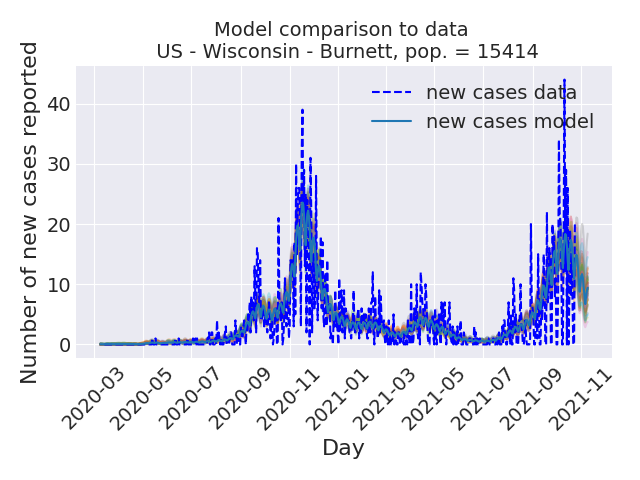 Model comparison to data
US - Wisconsin - Burnett, pop. = 15414
Number of new cases reported
40
30
20
10
0
new cases data
new cases model
2020-03
2020-05
2020-07
2020-09
2020-11
2021-01
2021-03
2021-05
2021-07
2021-09
2021-11
Day